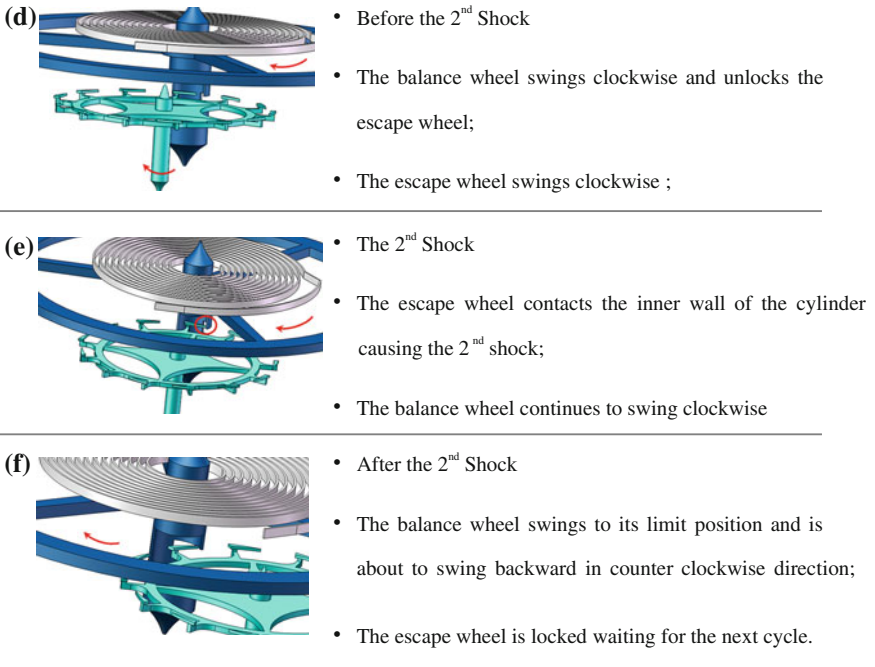 (d)
• Before the 2nd Shock
• The balance wheel swings clockwise and unlocks the
escape wheel;
• The escape wheel swings clockwise ;
(e)
• The 2nd Shock
• The escape wheel contacts the inner wall of the cylinder
causing the 2nd shock;
• The balance wheel continues to swing clockwise
(f)
• After the 2nd Shock
• The balance wheel swings to its limit position and is
about to swing backward in counter clockwise direction;
• The escape wheel is locked waiting for the next cycle.